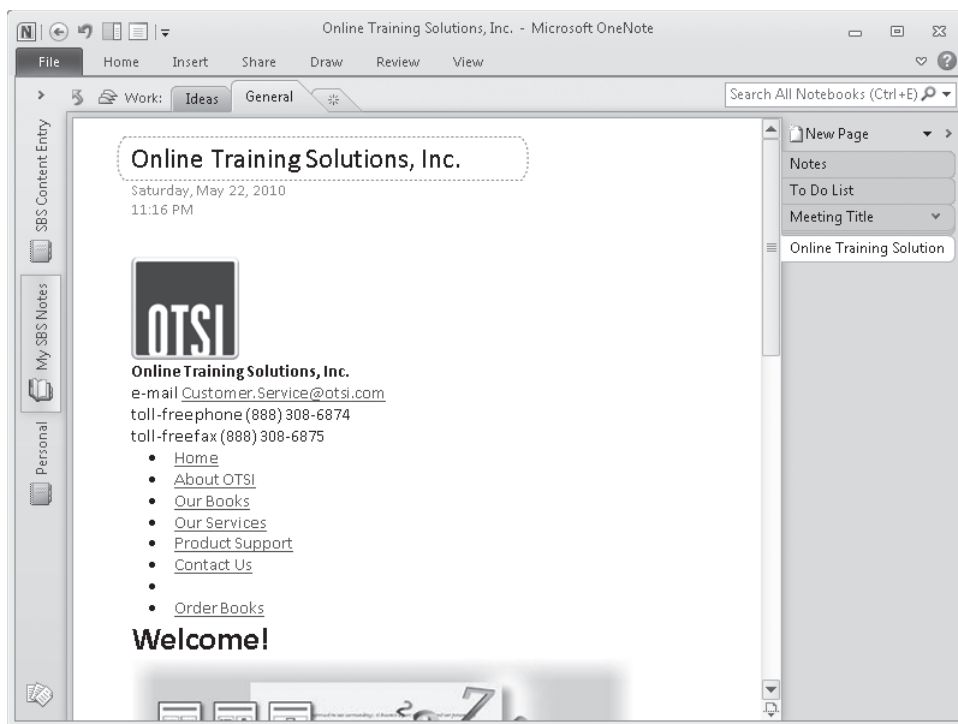 Online Training Solutions, Inc. - Microsoft OneNote
File Home Insert Share Draw Review View
Work: Ideas General
Search All Notebooks (Ctrl+E)
SBS Content Entry
My SBS Notes
Personal
Online Training Solutions, Inc.
Saturday, May 22, 2010
11:16 PM
OTSI
Online Training Solutions, Inc.
e-mail Customer.Service@otsi.com
toll-freephone (888) 308-6874
toll-freefax (888) 308-6875
• Home
• About OTSI
• Our Books
• Our Services
• Product Support
• Contact Us
•
• Order Books
Welcome!
New Page
Notes
To Do List
Meeting Title
Online Training Solution